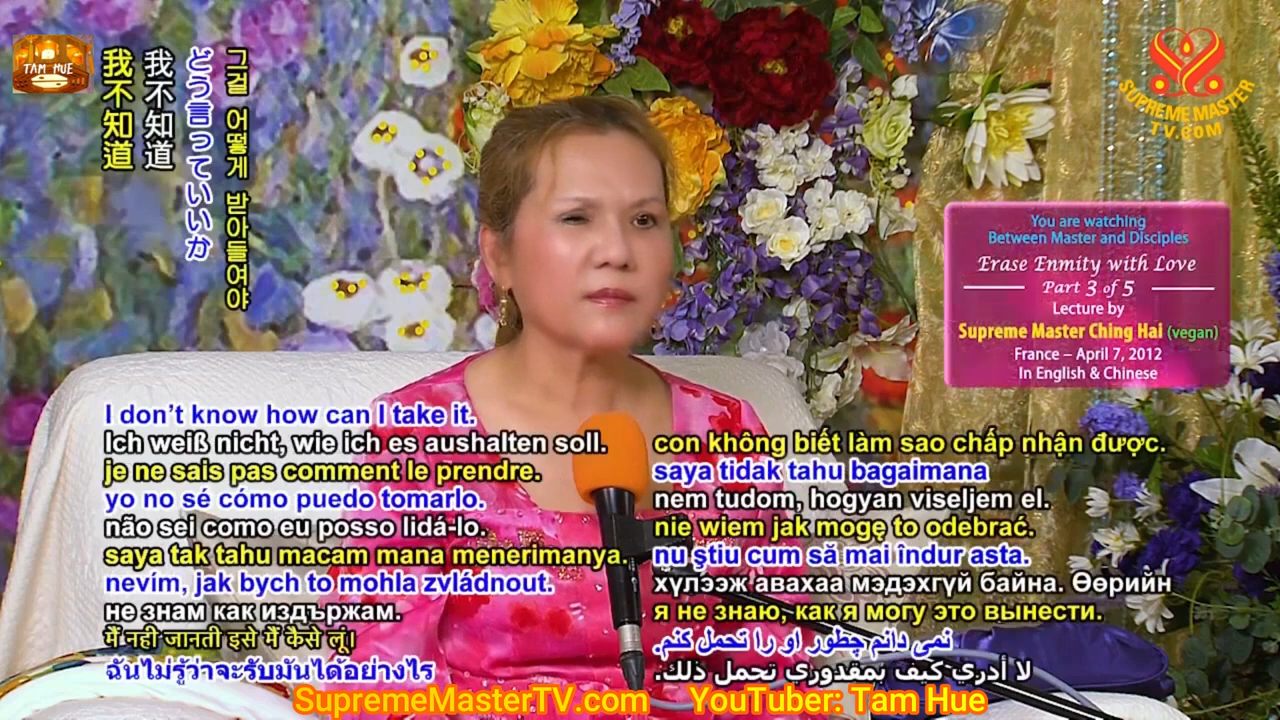 TAM HUE
我不知道
我不知道
どう言っていいか
그걸 어떻게 받아들여야
SUPREME MASTER
TV.COM
You are watching
Between Master and Disciples
Erase Enmity with Love
Part 3 of 5
Lecture by
Supreme Master Ching Hai (vegan)
France – April 7, 2012
In English & Chinese
I don't know how can I take it.
Ich weiß nicht, wie ich es aushalten soll.
je ne sais pas comment le prendre.
yo no sé cómo puedo tomarlo.
não sei como eu posso lidá-lo.
saya tak tahu macam mana menerimanya.
nevím, jak bych to mohla zvládnout.
не знам как издържам.
मैं नहीं जानती इसे मैं कैसे लूं।
ฉันไม่รู้ว่าจะรับมันได้อย่างไร
con không biết làm sao chấp nhận được.
saya tidak tahu bagaimana
nem tudom, hogyan viseljem el.
nie wiem jak mogę to odebrać.
nu ştiu cum să mai îndur asta.
хүлээж авахаа мэдэхгүй байна. Өөрийн
я не знаю, как я могу это вынести.
نمی دانم چطور او را تحمل کنم.
لا أدري كيف بمقدوري تحمل ذلك.
SupremeMasterTV.com YouTuber: Tam Hue